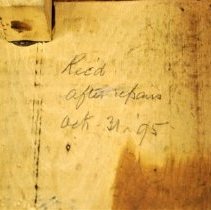 Rec'd
after repairs
Oct - 31 - 95